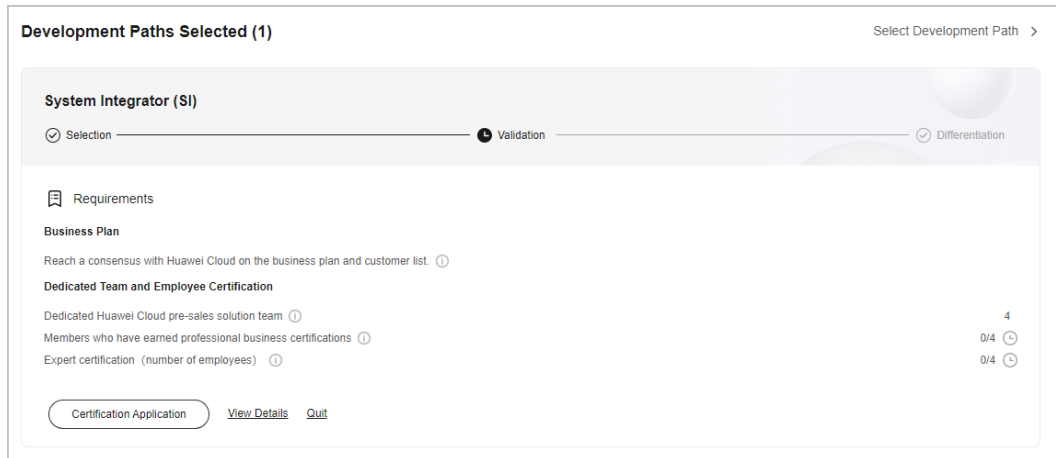 Development Paths Selected (1)
Select Development Path
System Integrator (SI)
Selection
Validation
Differentiation
Requirements
Business Plan
Reach a consensus with Huawei Cloud on the business plan and customer list.
Dedicated Team and Employee Certification
Dedicated Huawei Cloud pre-sales solution team 4
Members who have earned professional business certifications 0/4
Expert certification (number of employees) 0/4
Certification Application View Details Quit